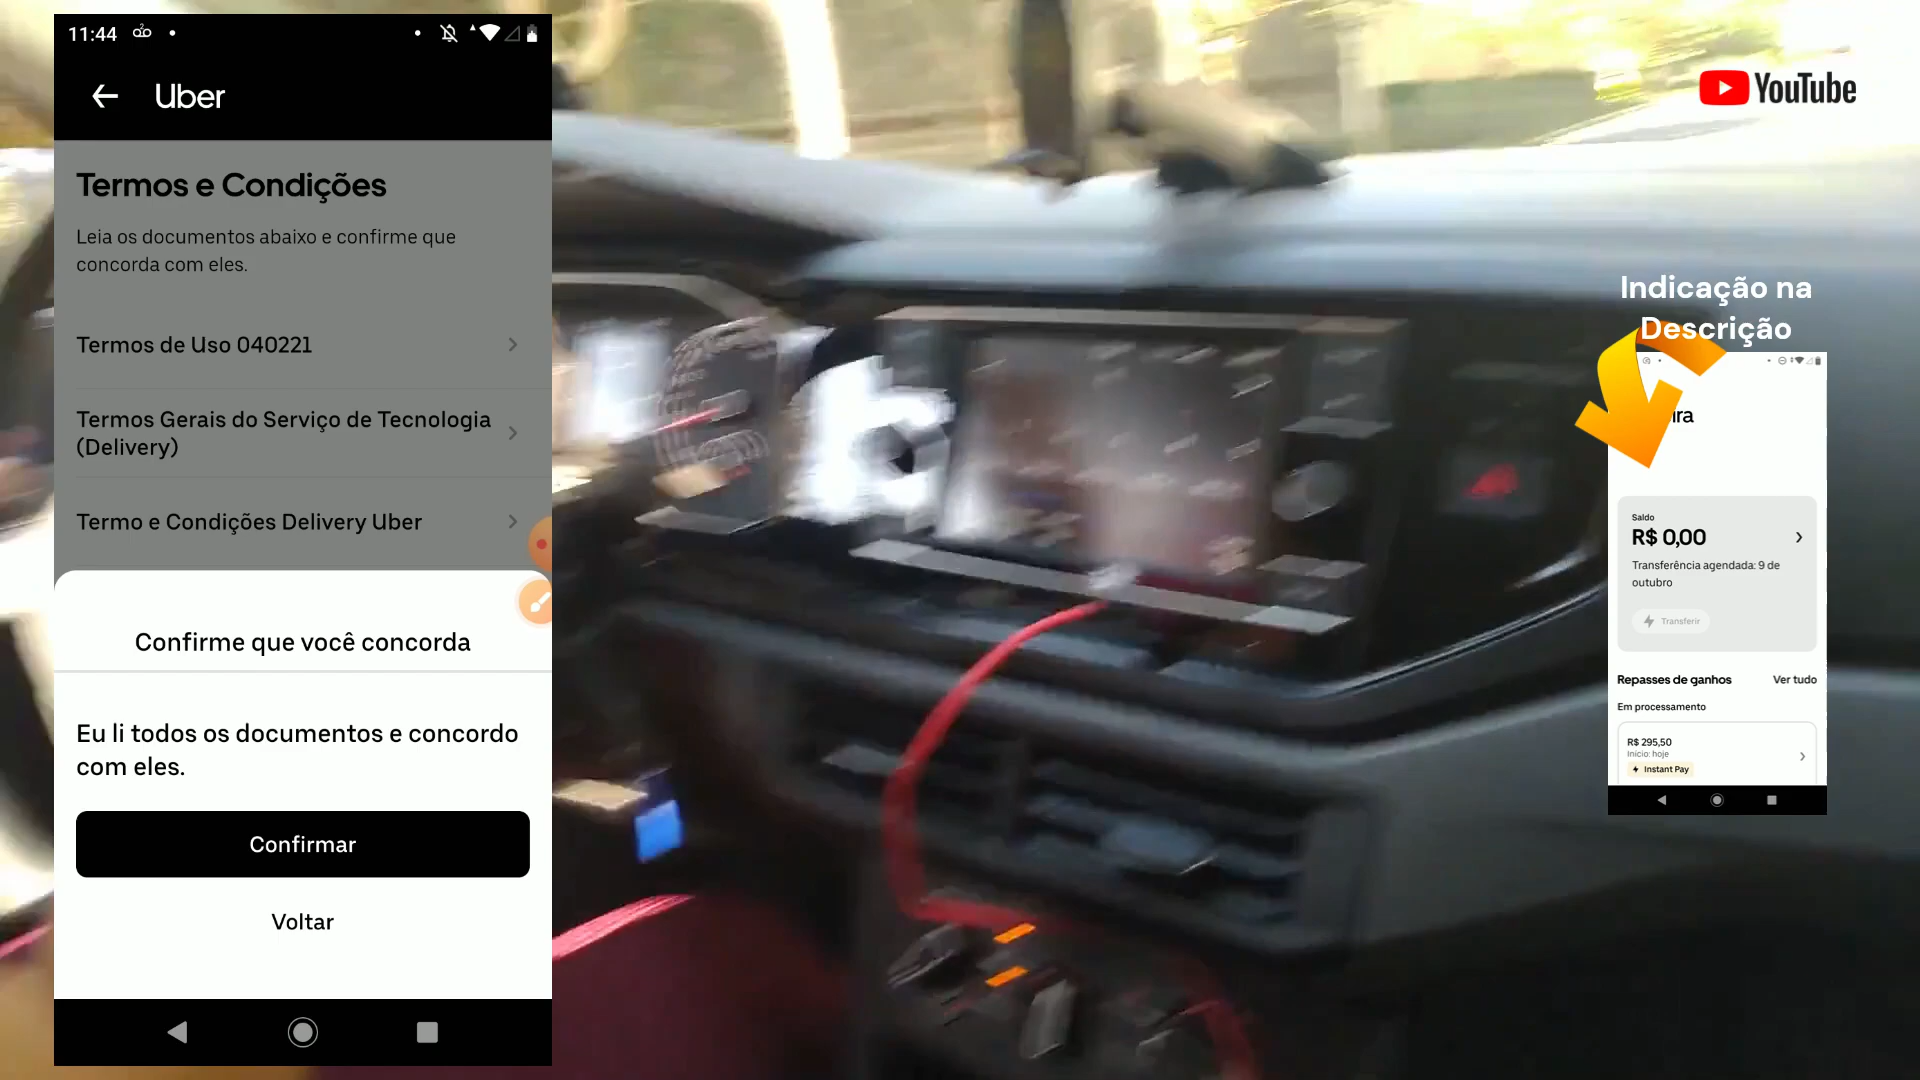 11:44
Uber
Termos e Condições
Leia os documentos abaixo e confirme que
concorda com eles.
Termos de Uso 040221
Termos Gerais do Serviço de Tecnologia
(Delivery)
Termo e Condições Delivery Uber
Confirme que você concorda
Eu li todos os documentos e concordo
com eles.
Confirmar
Voltar
YouTube
Indicação na
Descrição
ira
Saldo
R$ 0,00
Transferência agendada: 9 de
outubro
Transferir
Repasses de ganhos
Ver tudo
Em processamento
R$ 295,50
Início: hoje
Instant Pay